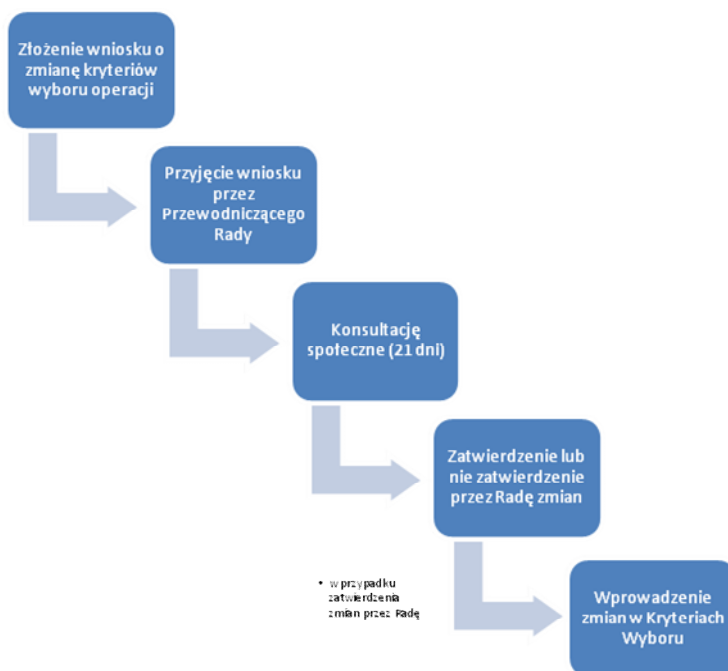 Złożenie wniosku o
zmianę kryteriów
wyboru operacji
Przyjęcie wniosku
przez
Przewodniczącego
Rady
Konsultację
społeczne (21 dni)
Zatwierdzenie lub
nie zatwierdzenie
przez Radę zmian
• w przypadku
zatwierdzenia
zmian przez Radę
Wprowadzenie
zmian w Kryteriach
Wyboru